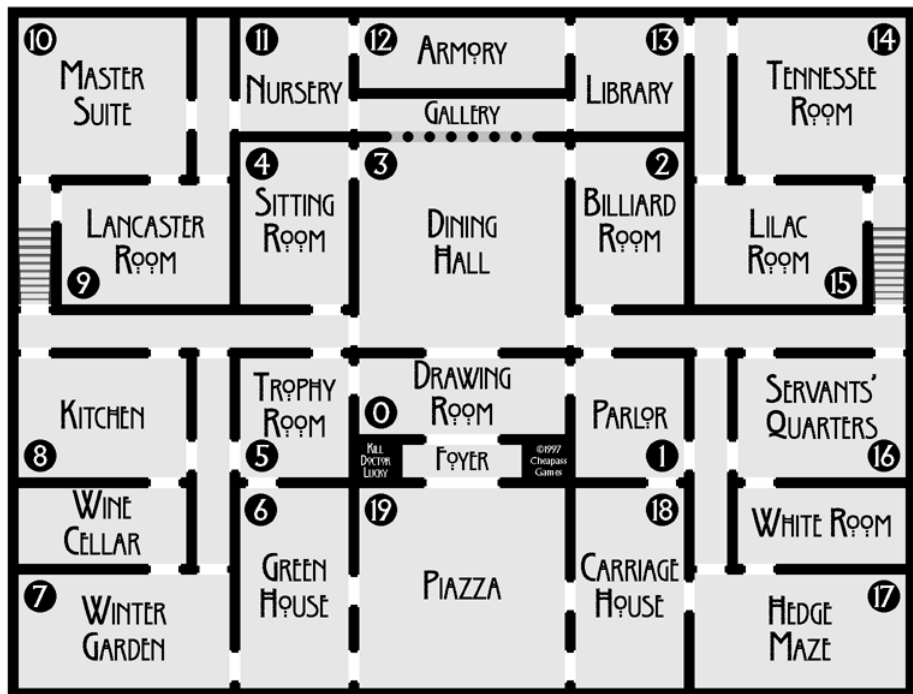 10
MASTER
SUITE
11
NURSERY
12
ARMORY
GALLERY
13
LIBRARY
14
TENNESSEE
ROOM
LANCASTER
ROOM
9
4
SITTING
ROOM
3
DINING
HALL
2
BILLIARD
ROOM
LILAC
ROOM
15
KITCHEN
8
TROPHY
ROOM
5
DRAWING
ROOM
0
KILL
DOCTOR
LUCKY
FOYER
©1997
Cheapass
Games
PARLOR
1
SERVANTS'
QUARTERS
16
WINE
CELLAR
7
WINTER
GARDEN
6
GREEN
HOUSE
19
PIAZZA
18
CARRIAGE
HOUSE
WHITE ROOM
17
HEDGE
MAZE